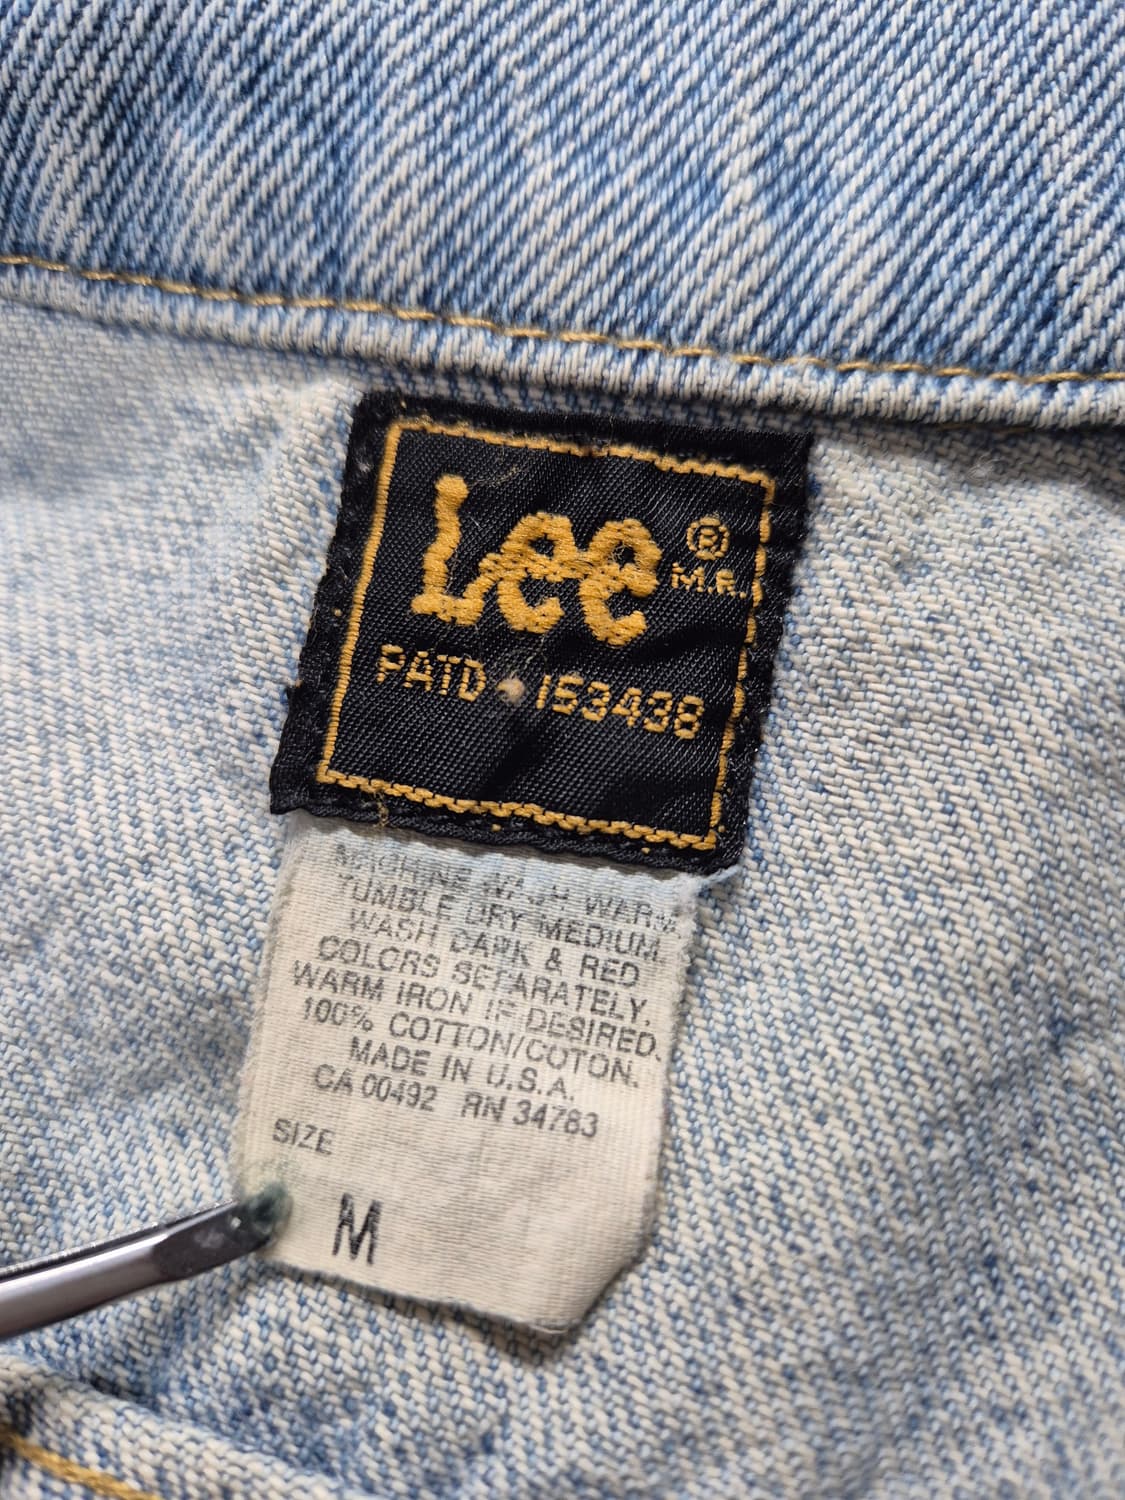 Lee ®
M.R.
PATD • 153438
MACHINE WASH WARM
TUMBLE DRY MEDIUM.
WASH DARK & RED
COLORS SEPARATELY.
WARM IRON IF DESIRED.
100% COTTON/COTON.
MADE IN U.S.A.
CA 00492 RN 34783
SIZE
M